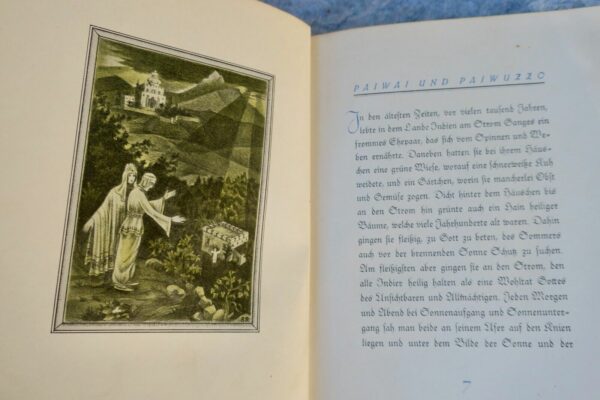 PAIWAI UND PAIWUZZO
In den ältesten Zeiten, vor vielen tausend Jahren,
lebte in dem Lande Indien am Strom Ganges ein
frommes Ehepaar, das sich vom Spinnen und We-
ben ernährte. Daneben hatten sie bei ihrem Häus-
chen eine grüne Wiese, worauf eine schneeweiße Kuh
weidete, und ein Gärtchen, worin sie mancherlei Obst
und Gemüse zogen. Dicht hinter dem Häuschen bis
an den Strom hin grünte auch ein Hain heiliger
Bäume, welche viele Jahrhunderte alt waren. Dahin
gingen sie fleißig, zu Gott zu beten, des Sommers
auch vor der brennenden Sonne Schutz zu suchen.
Am fleißigsten aber gingen sie an den Strom, den
alle Indier heilig halten als eine Wohltat Gottes
des Unsichtbaren und Allmächtigen. Jeden Morgen
und Abend bei Sonnenaufgang und Sonnenunter-
gang sah man beide an seinem Ufer auf den Knien
liegen und unter dem Bilde der Sonne und der
7